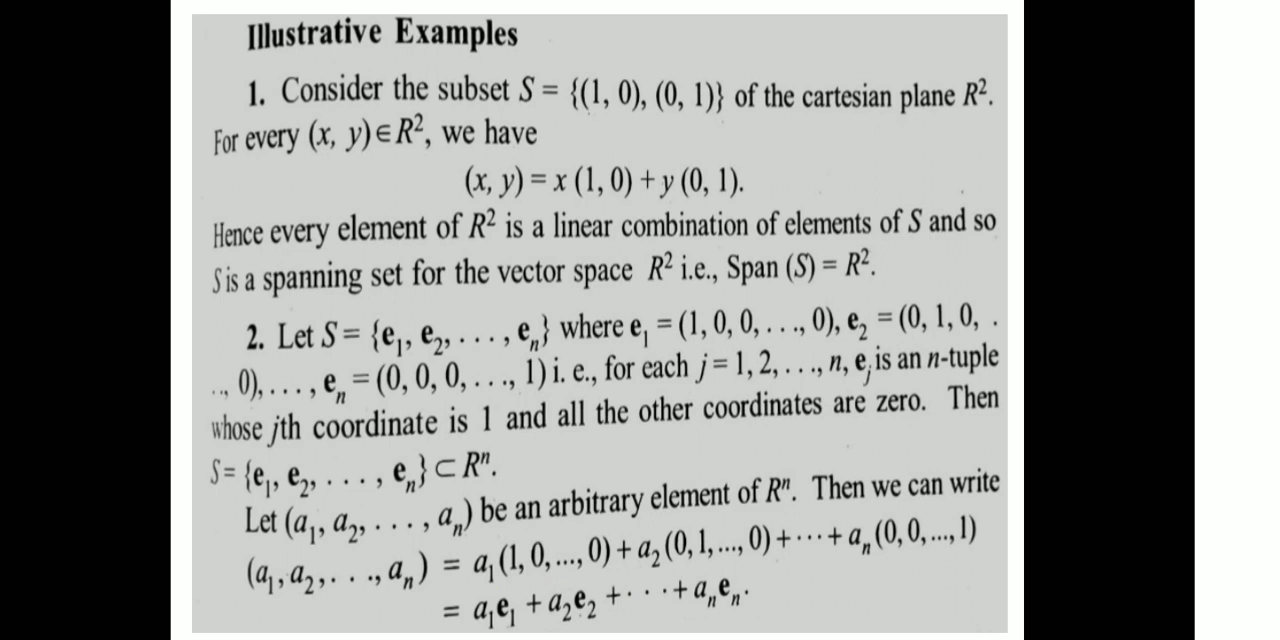 Illustrative Examples
1. Consider the subset S = {(1, 0), (0, 1)} of the cartesian plane R².
For every (x, y) ∈ R², we have
(x, y) = x (1, 0) + y (0, 1).
Hence every element of R² is a linear combination of elements of S and so
S is a spanning set for the vector space R² i.e., Span (S) = R².
2. Let S = {e₁, e₂, . . . , eₙ} where e₁ = (1, 0, 0, . . ., 0), e₂ = (0, 1, 0, .
. ., 0), . . . , eₙ = (0, 0, 0, . . ., 1) i. e., for each j = 1, 2, . . ., n, eⱼ is an n-tuple
whose jth coordinate is 1 and all the other coordinates are zero. Then
S = {e₁, e₂, . . . , eₙ} ⊂ Rⁿ.
Let (a₁, a₂, . . . , aₙ) be an arbitrary element of Rⁿ. Then we can write
(a₁, a₂, . . ., aₙ) = a₁ (1, 0, ..., 0) + a₂ (0, 1, ..., 0) + · · · + aₙ (0, 0, ..., 1)
= a₁e₁ + a₂e₂ + · · · + aₙeₙ.